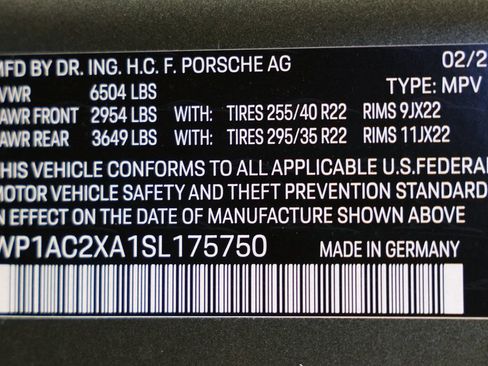 MFD BY DR. ING. H.C. F. PORSCHE AG 02/2
VWR 6504 LBS TYPE: MPV
AWR FRONT 2954 LBS WITH: TIRES 255/40 R22 RIMS 9JX22
AWR REAR 3649 LBS WITH: TIRES 295/35 R22 RIMS 11JX22
THIS VEHICLE CONFORMS TO ALL APPLICABLE U.S.FEDERAL
MOTOR VEHICLE SAFETY AND THEFT PREVENTION STANDARD
IN EFFECT ON THE DATE OF MANUFACTURE SHOWN ABOVE
WP1AC2XA1SL175750 MADE IN GERMANY